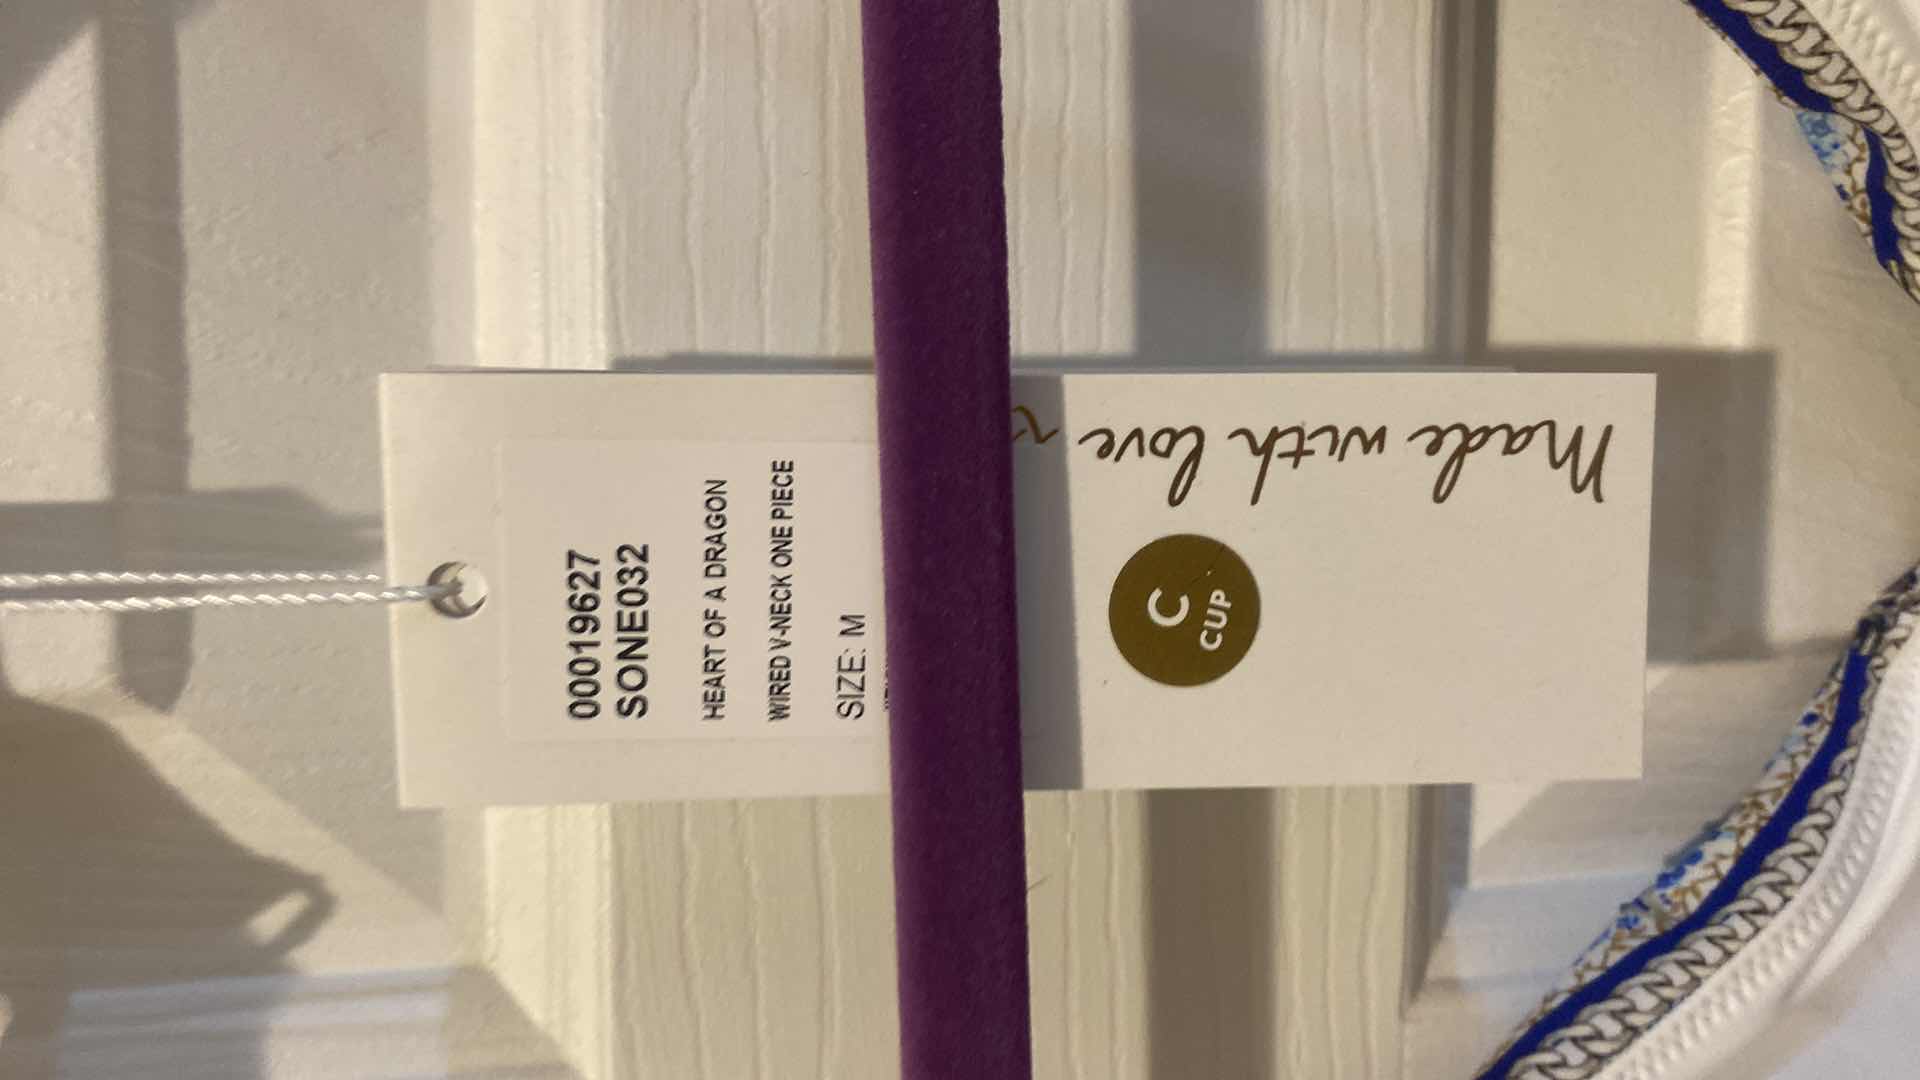 00019627
SONE032
HEART OF A DRAGON
WIRED V-NECK ONE PIECE
SIZE: M
C
CUP
Made with love